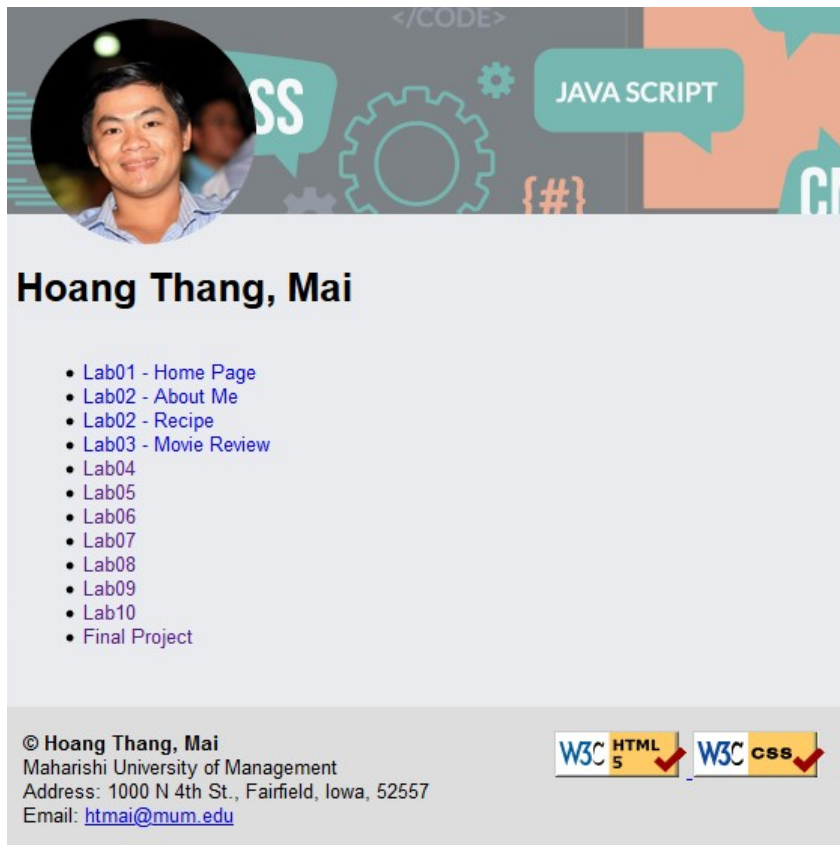 </CODE>
SS
JAVA SCRIPT
{#}
Hoang Thang, Mai
Lab01 - Home Page
Lab02 - About Me
Lab02 - Recipe
Lab03 - Movie Review
Lab04
Lab05
Lab06
Lab07
Lab08
Lab09
Lab10
Final Project
© Hoang Thang, Mai
Maharishi University of Management
Address: 1000 N 4th St., Fairfield, Iowa, 52557
Email: htmai@mum.edu
W3C HTML 5
W3C css